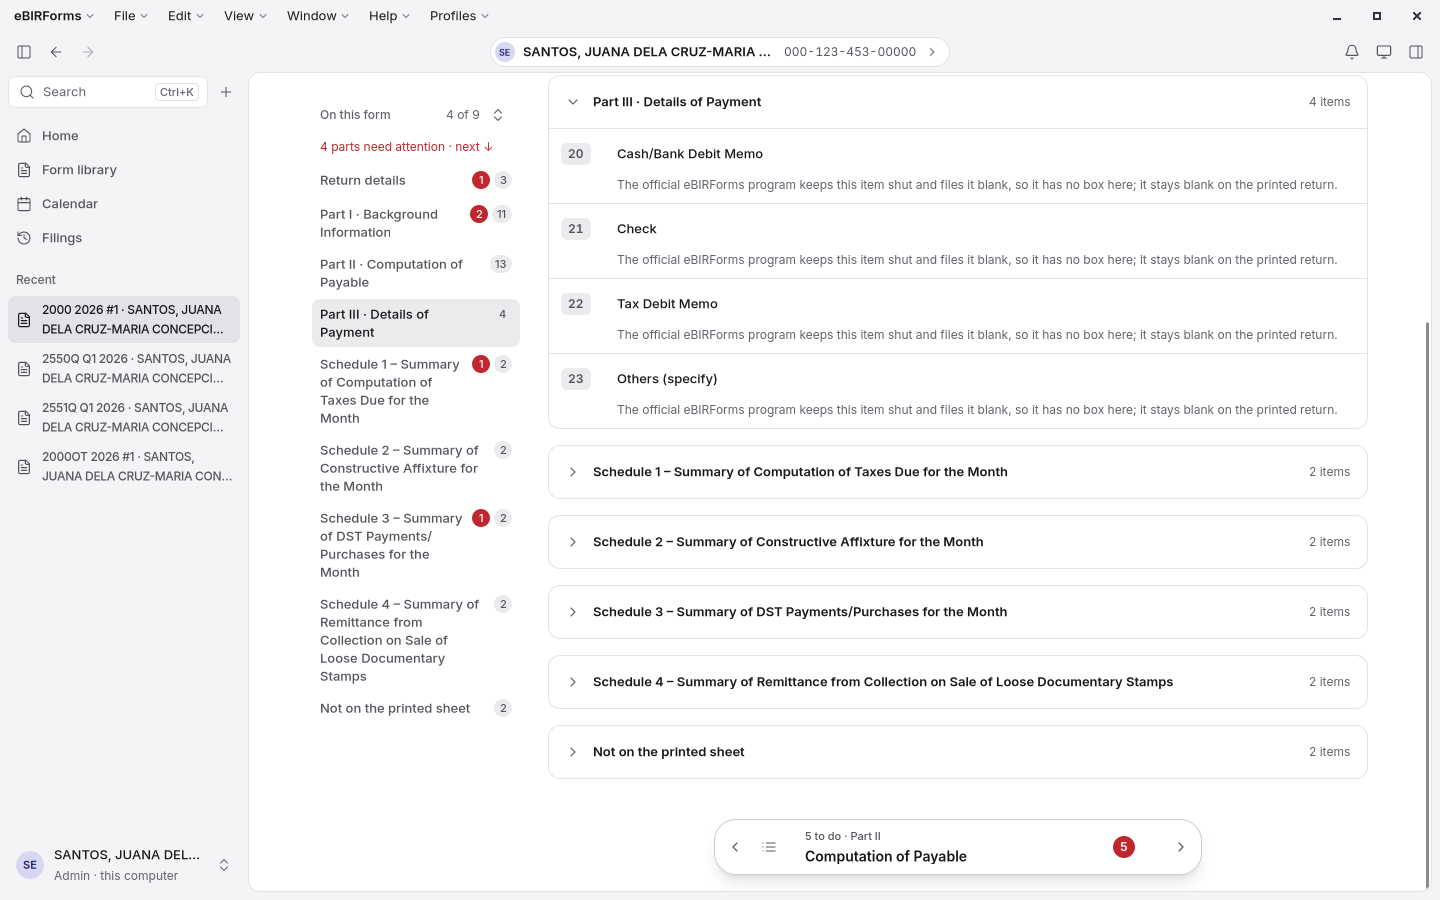 eBIRForms File Edit View Window Help Profiles
SE SANTOS, JUANA DELA CRUZ-MARIA ... 000-123-453-00000
Search Ctrl+K
Home
Form library
Calendar
Filings
Recent
2000 2026 #1 · SANTOS, JUANA
DELA CRUZ-MARIA CONCEPCI...
2550Q Q1 2026 · SANTOS, JUANA
DELA CRUZ-MARIA CONCEPCI...
2551Q Q1 2026 · SANTOS, JUANA
DELA CRUZ-MARIA CONCEPCI...
2000OT 2026 #1 · SANTOS,
JUANA DELA CRUZ-MARIA CON...
SE SANTOS, JUANA DEL...
Admin · this computer
On this form 4 of 9
4 parts need attention · next ↓
Return details 1 3
Part I · Background 2 11
Information
Part II · Computation of 13
Payable
Part III · Details of 4
Payment
Schedule 1 – Summary 1 2
of Computation of
Taxes Due for the
Month
Schedule 2 – Summary of 2
Constructive Affixture for
the Month
Schedule 3 – Summary 1 2
of DST Payments/
Purchases for the
Month
Schedule 4 – Summary of 2
Remittance from
Collection on Sale of
Loose Documentary
Stamps
Not on the printed sheet 2
Part III · Details of Payment 4 items
20 Cash/Bank Debit Memo
The official eBIRForms program keeps this item shut and files it blank, so it has no box here; it stays blank on the printed return.
21 Check
The official eBIRForms program keeps this item shut and files it blank, so it has no box here; it stays blank on the printed return.
22 Tax Debit Memo
The official eBIRForms program keeps this item shut and files it blank, so it has no box here; it stays blank on the printed return.
23 Others (specify)
The official eBIRForms program keeps this item shut and files it blank, so it has no box here; it stays blank on the printed return.
Schedule 1 – Summary of Computation of Taxes Due for the Month 2 items
Schedule 2 – Summary of Constructive Affixture for the Month 2 items
Schedule 3 – Summary of DST Payments/Purchases for the Month 2 items
Schedule 4 – Summary of Remittance from Collection on Sale of Loose Documentary Stamps 2 items
Not on the printed sheet 2 items
5 to do · Part II
Computation of Payable 5